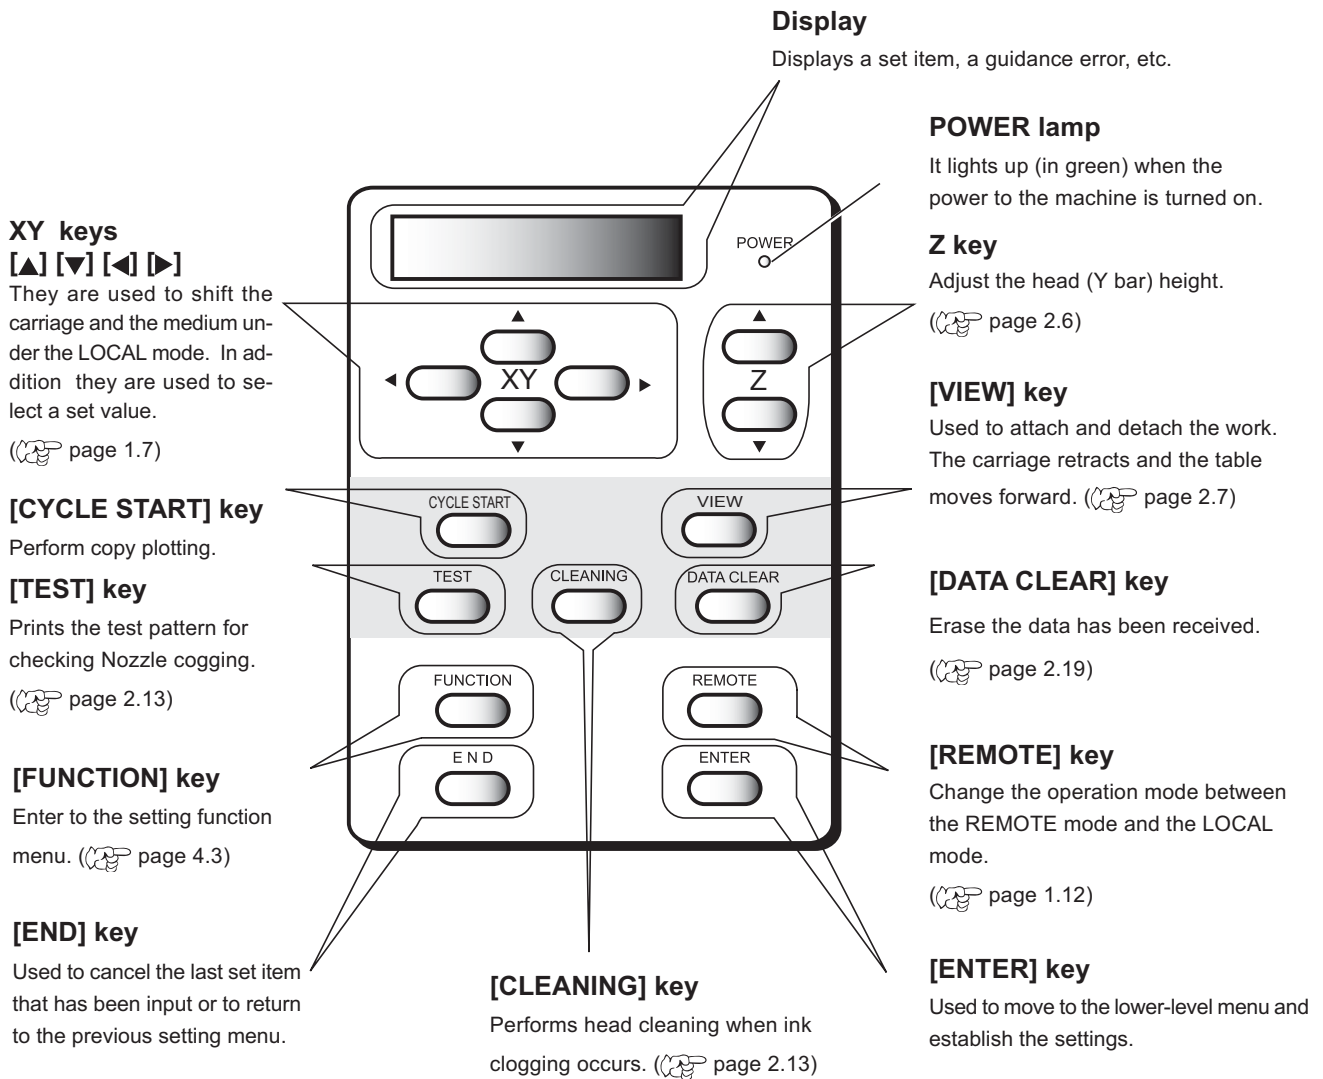 Display
Displays a set item, a guidance error, etc.
POWER lamp
It lights up (in green) when the
power to the machine is turned on.
XY keys
[▲] [▼] [◀] [▶]
They are used to shift the
carriage and the medium un-
der the LOCAL mode. In ad-
dition they are used to se-
lect a set value.
( page 1.7)
Z key
Adjust the head (Y bar) height.
( page 2.6)
[VIEW] key
Used to attach and detach the work.
The carriage retracts and the table
moves forward. ( page 2.7)
[CYCLE START] key
Perform copy plotting.
[TEST] key
Prints the test pattern for
checking Nozzle cogging.
( page 2.13)
[DATA CLEAR] key
Erase the data has been received.
( page 2.19)
[FUNCTION] key
Enter to the setting function
menu. ( page 4.3)
[REMOTE] key
Change the operation mode between
the REMOTE mode and the LOCAL
mode.
( page 1.12)
[END] key
Used to cancel the last set item
that has been input or to return
to the previous setting menu.
[CLEANING] key
Performs head cleaning when ink
clogging occurs. ( page 2.13)
[ENTER] key
Used to move to the lower-level menu and
establish the settings.
POWER
▲
◀ XY ▶
▼
▲
Z
▼
CYCLE START
VIEW
TEST
CLEANING
DATA CLEAR
FUNCTION
REMOTE
END
ENTER